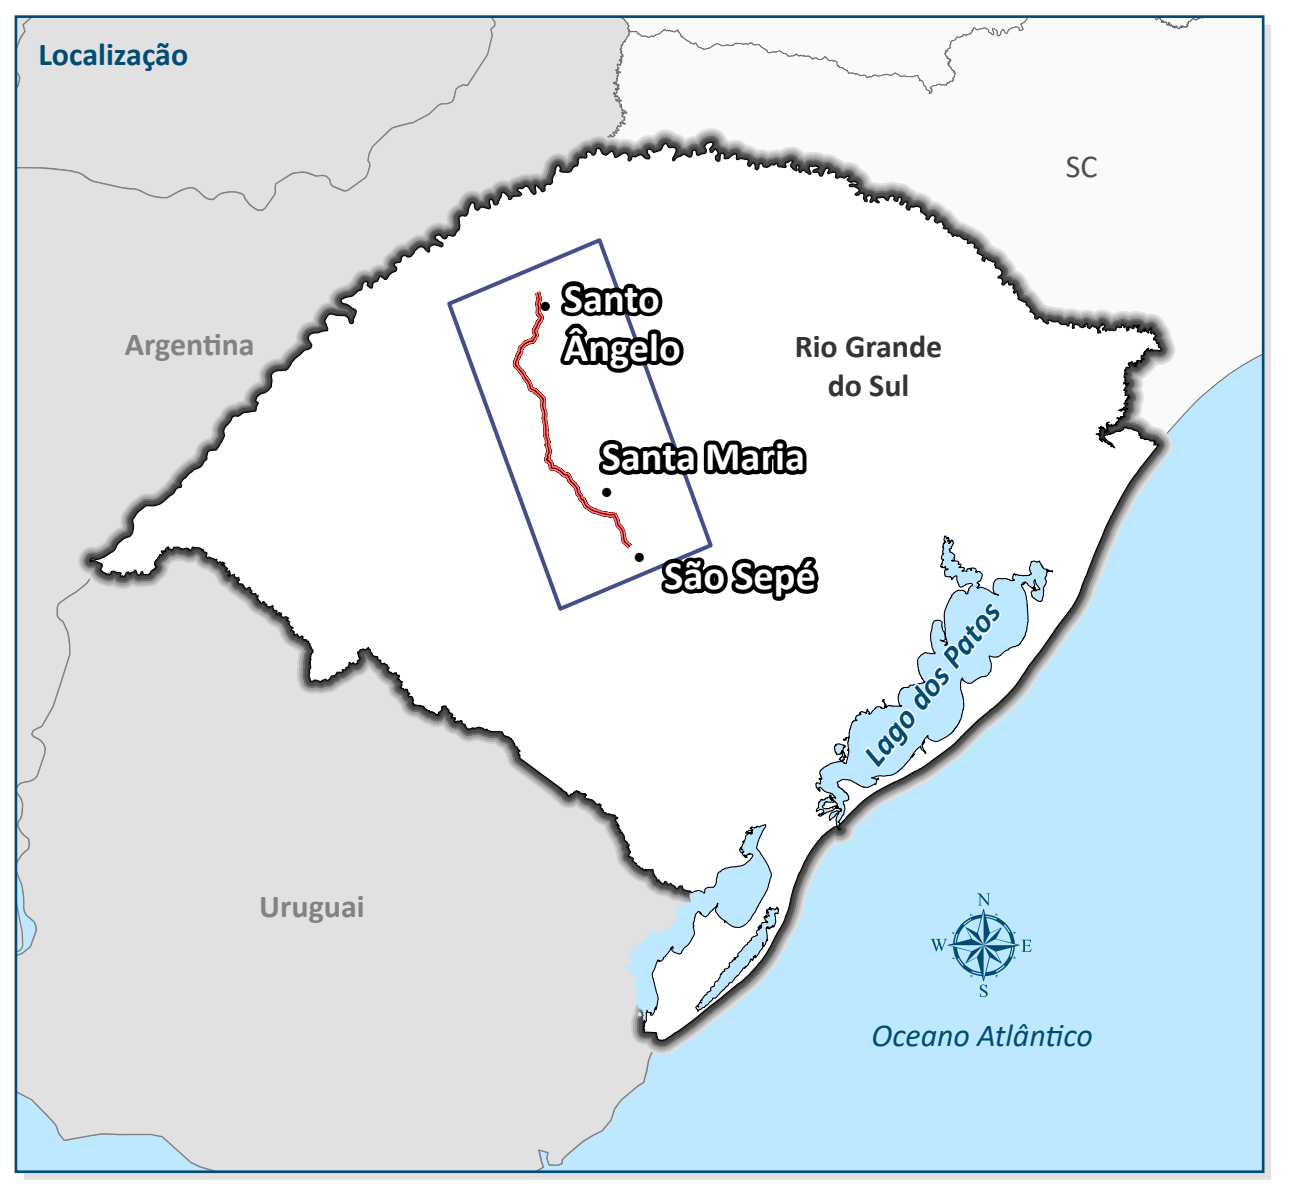 Localização
SC
Santo
Ângelo
Argentina
Rio Grande
do Sul
Santa Maria
São Sepé
Lago dos Patos
Uruguai
N
W
E
S
Oceano Atlântico